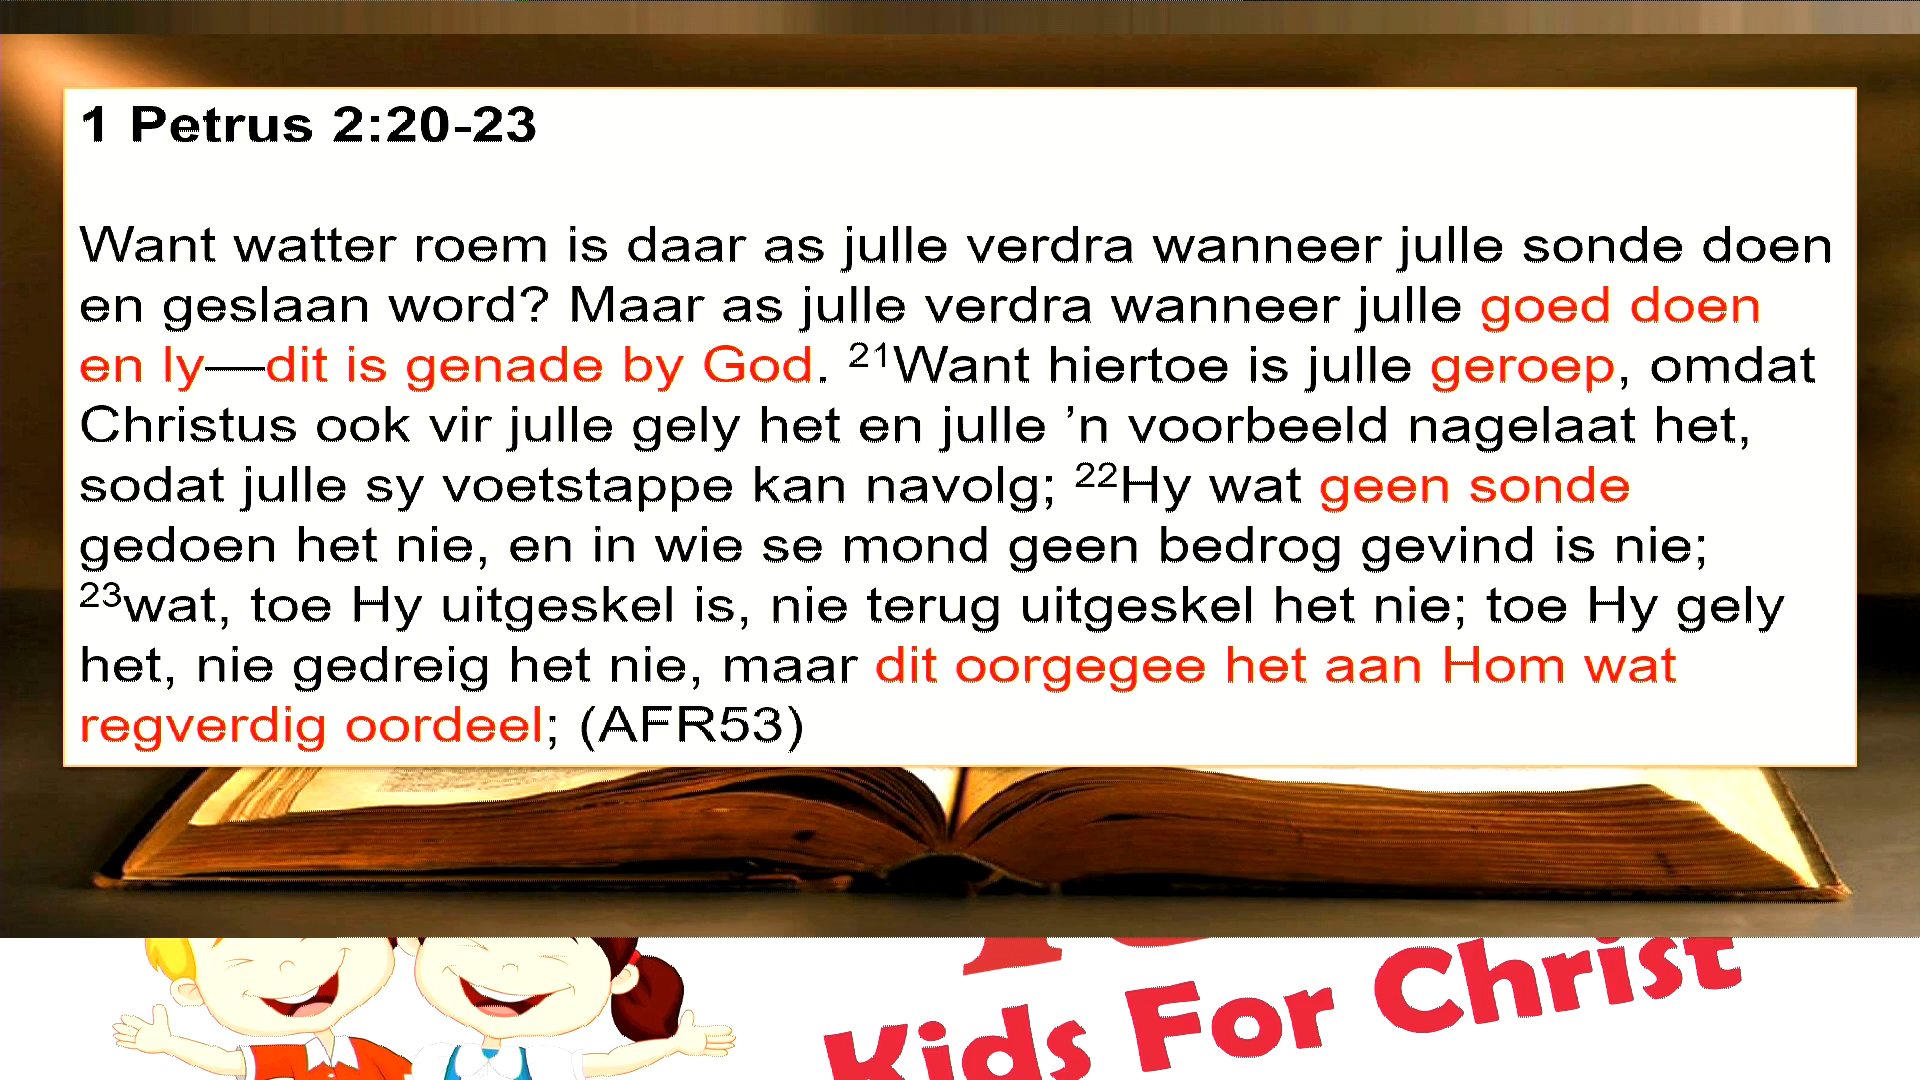 1 Petrus 2:20-23
Want watter roem is daar as julle verdra wanneer julle sonde doen
en geslaan word? Maar as julle verdra wanneer julle goed doen
en ly—dit is genade by God. ²¹Want hiertoe is julle geroep, omdat
Christus ook vir julle gely het en julle ’n voorbeeld nagelaat het,
sodat julle sy voetstappe kan navolg; ²²Hy wat geen sonde
gedoen het nie, en in wie se mond geen bedrog gevind is nie;
²³wat, toe Hy uitgeskel is, nie terug uitgeskel het nie; toe Hy gely
het, nie gedreig het nie, maar dit oorgegee het aan Hom wat
regverdig oordeel; (AFR53)
Kids For Christ